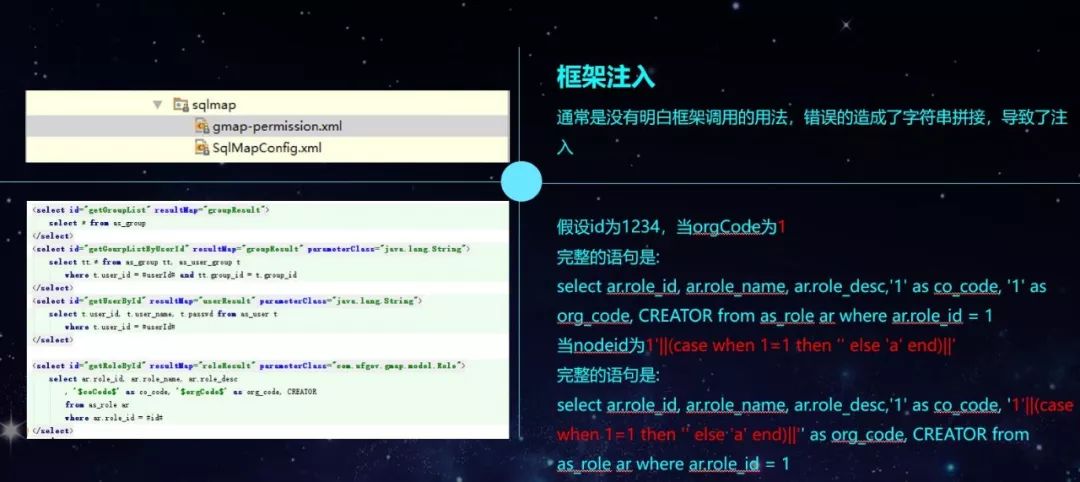 sqlmap
gmap-permission.xml
SqlMapConfig.xml
<select id="getGroupList" resultMap="groupResult">
select * from as_group
</select>
<select id="getGourpListByUserId" resultMap="groupResult" parameterClass="java.lang.String">
select tt.* from as_group tt, as_user_group t
where t.user_id = #userId# and tt.group_id = t.group_id
</select>
<select id="getUserById" resultMap="userResult" parameterClass="java.lang.String">
select t.user_id, t.user_name, t.passwd from as_user t
where t.user_id = #userId#
</select>
<select id="getRoleById" resultMap="roleResult" parameterClass="com.ufgov.gmap.model.Role">
select ar.role_id, ar.role_name, ar.role_desc
, '$coCode$' as co_code, '$orgCode$' as org_code, CREATOR
from as_role ar
where ar.role_id = #id#
</select>
框架注入
通常是没有明白框架调用的用法，错误的造成了字符串拼接，导致了注
入
假设id为1234，当orgCode为1
完整的语句是:
select ar.role_id, ar.role_name, ar.role_desc,'1' as co_code, '1' as
org_code, CREATOR from as_role ar where ar.role_id = 1
当nodeid为1'||(case when 1=1 then '' else 'a' end)||'
完整的语句是:
select ar.role_id, ar.role_name, ar.role_desc,'1' as co_code, '1'||(case
when 1=1 then '' else 'a' end)||'' as org_code, CREATOR from
as_role ar where ar.role_id = 1